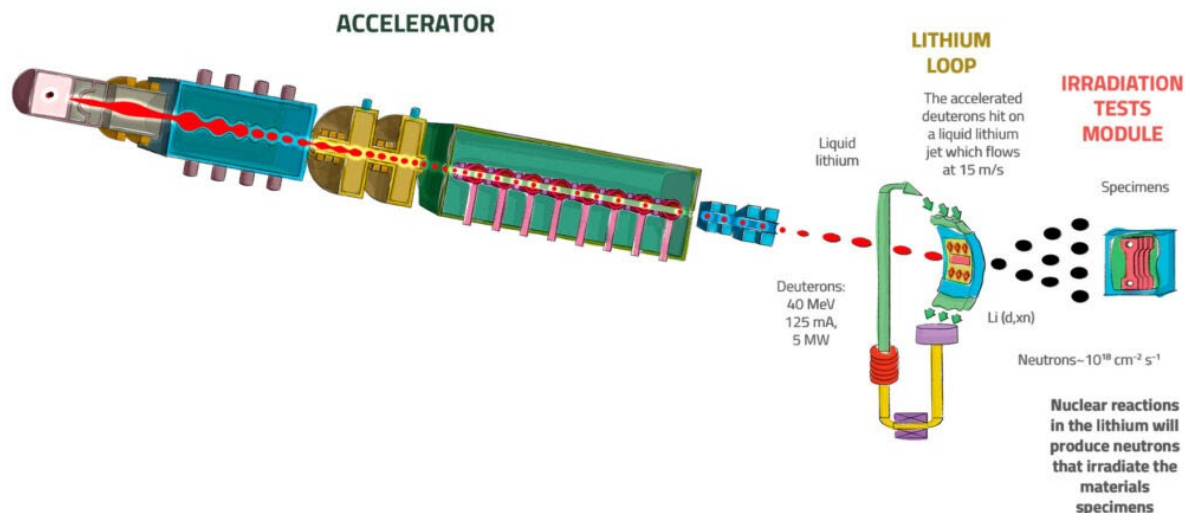 ACCELERATOR
LITHIUM
LOOP
The accelerated
deuterons hit on
a liquid lithium
jet which flows
at 15 m/s
IRRADIATION
TESTS
MODULE
Liquid
lithium
Specimens
Deuterons:
40 MeV
125 mA,
5 MW
Li (d,xn)
Neutrons~10¹⁸ cm⁻² s⁻¹
Nuclear reactions
in the lithium will
produce neutrons
that irradiate the
materials
specimens